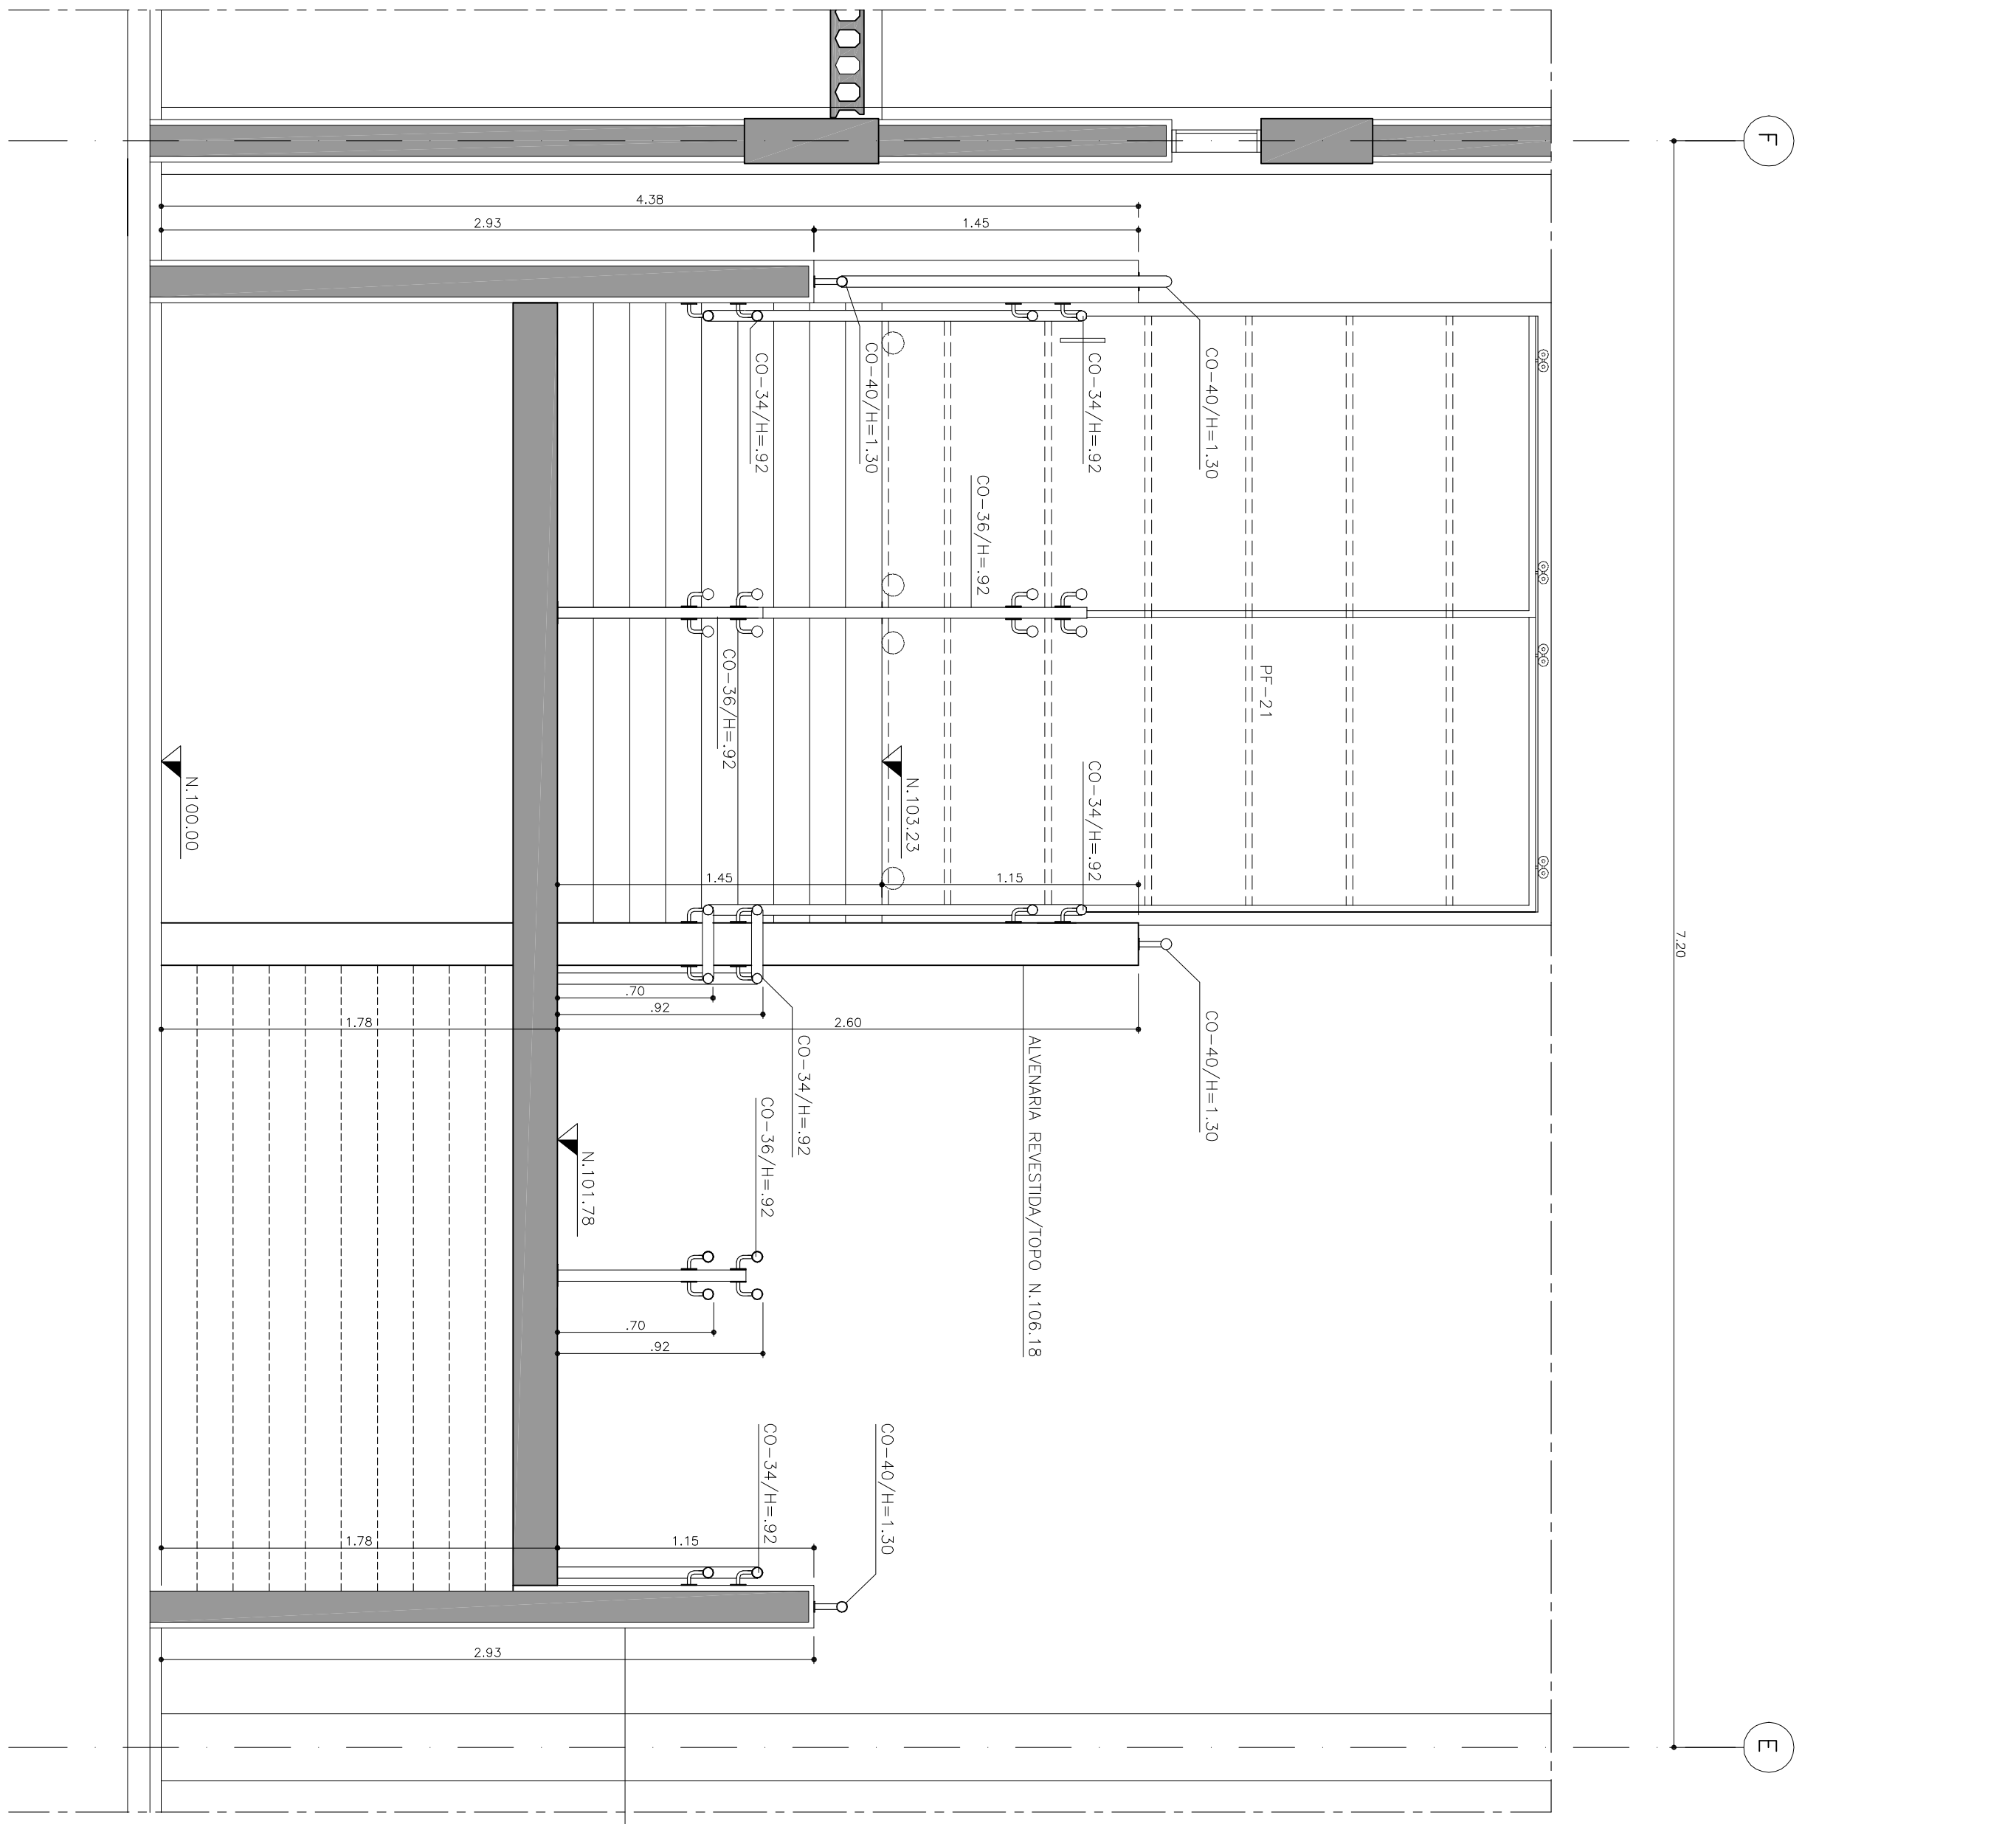 F
4.38
2.93
1.45
CO-34/H=.92
CO-40/H=1.30
CO-34/H=.92
CO-40/H=1.30
CO-36/H=.92
CO-36/H=.92
PF-21
N.100.00
N.103.23
CO-34/H=.92
1.45
1.15
7.20
.70
.92
1.78
2.60
CO-34/H=.92
ALVENARIA REVESTIDA/TOPO N.106.18
CO-40/H=1.30
CO-36/H=.92
N.101.78
.70
.92
CO-34/H=.92
CO-40/H=1.30
1.78
1.15
2.93
E